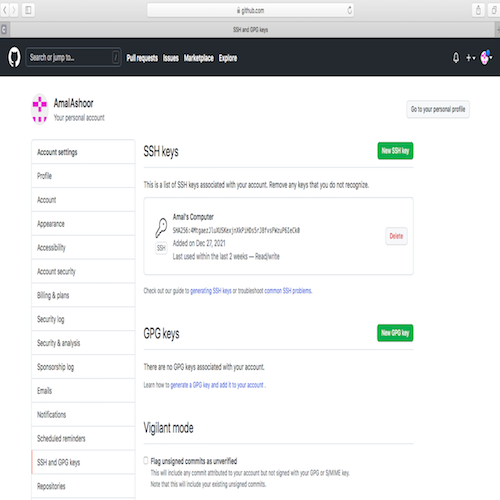 github.com
SSH and GPG keys
Search or jump to...
/
Pull requests Issues Marketplace Explore
AmalAshoor
Your personal account
Go to your personal profile
Account settings
Profile
Account
Appearance
Accessibility
Account security
Billing & plans
Security log
Security & analysis
Sponsorship log
Emails
Notifications
Scheduled reminders
SSH and GPG keys
Repositories
SSH keys
New SSH key
This is a list of SSH keys associated with your account. Remove any keys that you do not recognize.
Amal's Computer
Added on Dec 27, 2021
Last used within the last 2 weeks — Read/write
SSH
Delete
Check out our guide to generating SSH keys or troubleshoot common SSH problems.
GPG keys
New GPG key
There are no GPG keys associated with your account.
Learn how to generate a GPG key and add it to your account .
Vigilant mode
Flag unsigned commits as unverified
This will include any commit attributed to your account but not signed with your GPG or S/MIME key.
Note that this will include your existing unsigned commits.